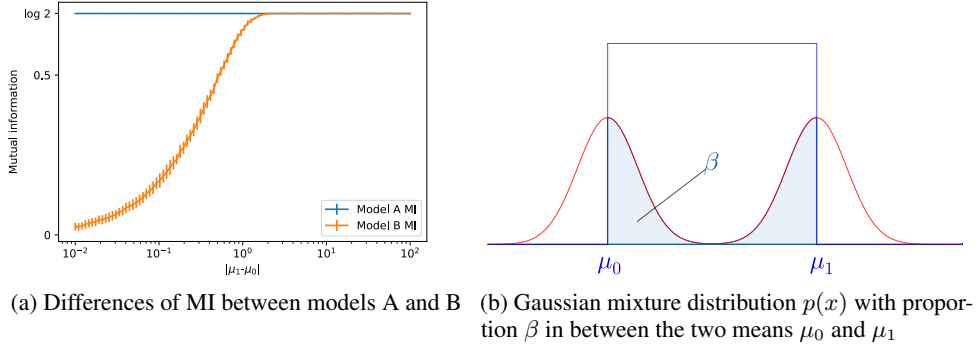 log 2
0.5
0
Mutual information
10⁻²
10⁻¹
10⁰
10¹
10²
|μ₁-μ₀|
Model A MI
Model B MI
β
μ₀
μ₁
(a) Differences of MI between models A and B
(b) Gaussian mixture distribution p(x) with propor-
tion β in between the two means μ₀ and μ₁